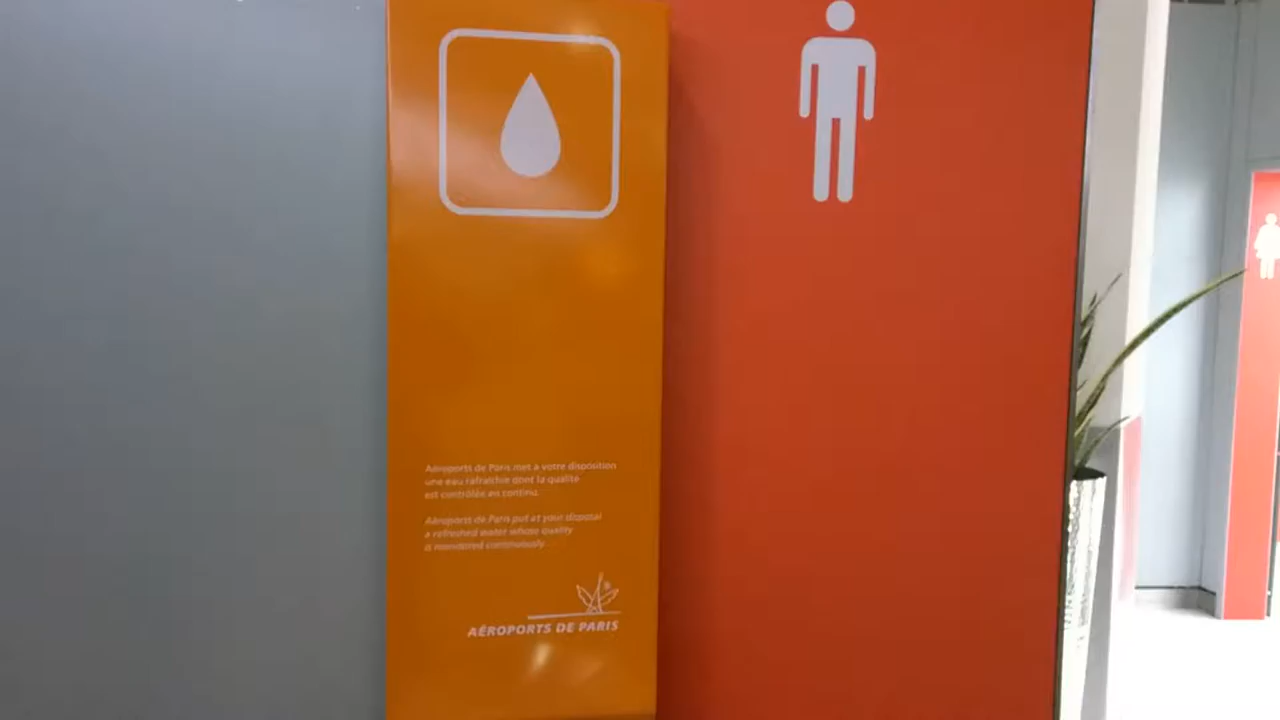 Aéroports de Paris met à votre disposition
une eau rafraîchie dont la qualité
est contrôlée en continu.
Aéroports de Paris put at your disposal
a refreshed water whose quality
is monitored continuously.
AÉROPORTS DE PARIS